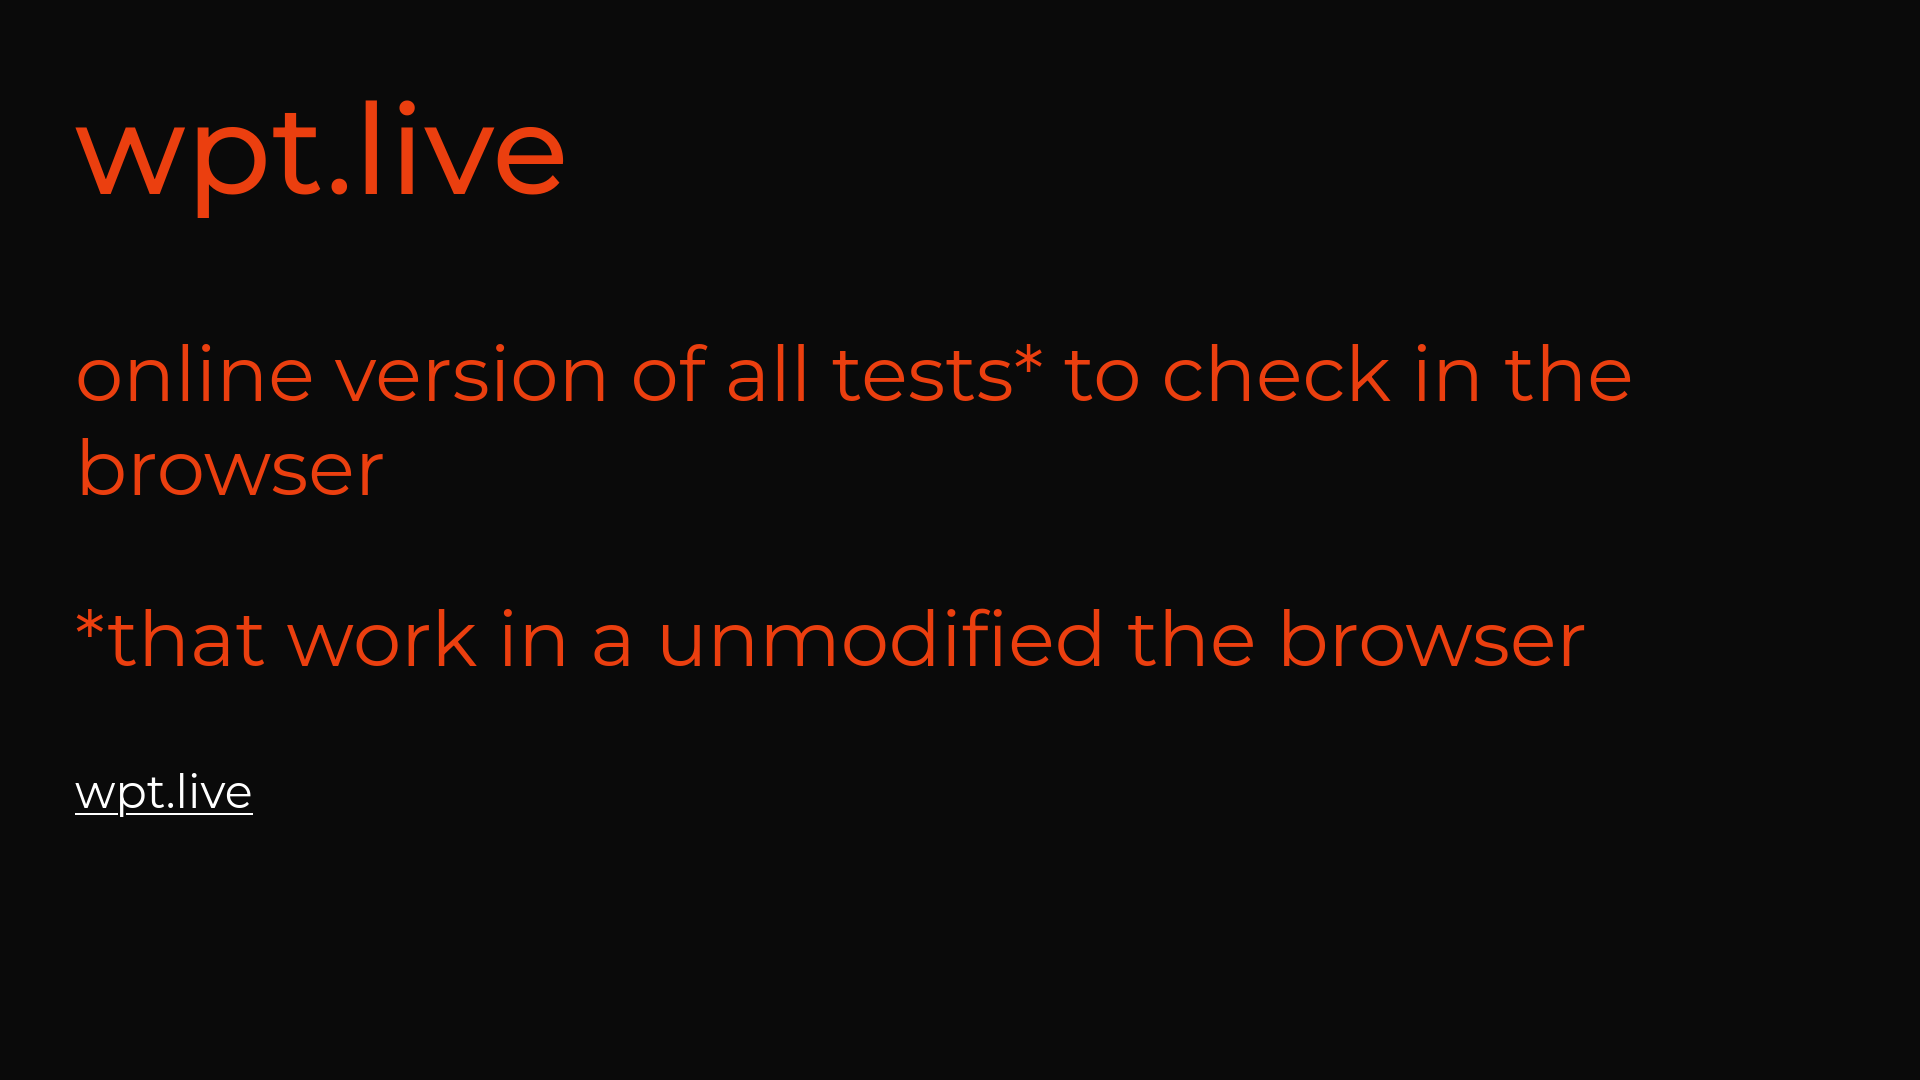 wpt.live
online version of all tests* to check in the
browser
*that work in a unmodified the browser
wpt.live